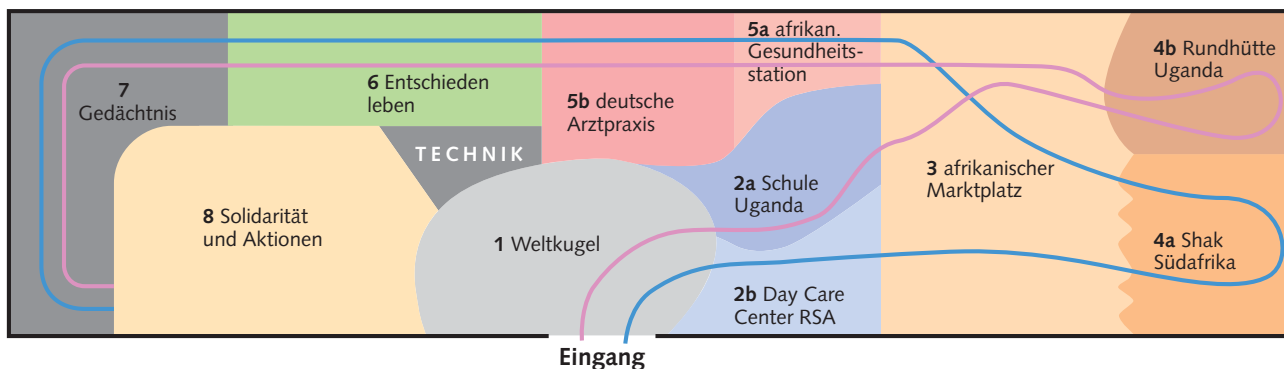 5a afrikan.
Gesundheits-
station
4b Rundhütte
Uganda
7
Gedächtnis
6 Entschieden
leben
5b deutsche
Arztpraxis
TECHNIK
3 afrikanischer
Marktplatz
2a Schule
Uganda
8 Solidarität
und Aktionen
1 Weltkugel
4a Shak
Südafrika
2b Day Care
Center RSA
Eingang